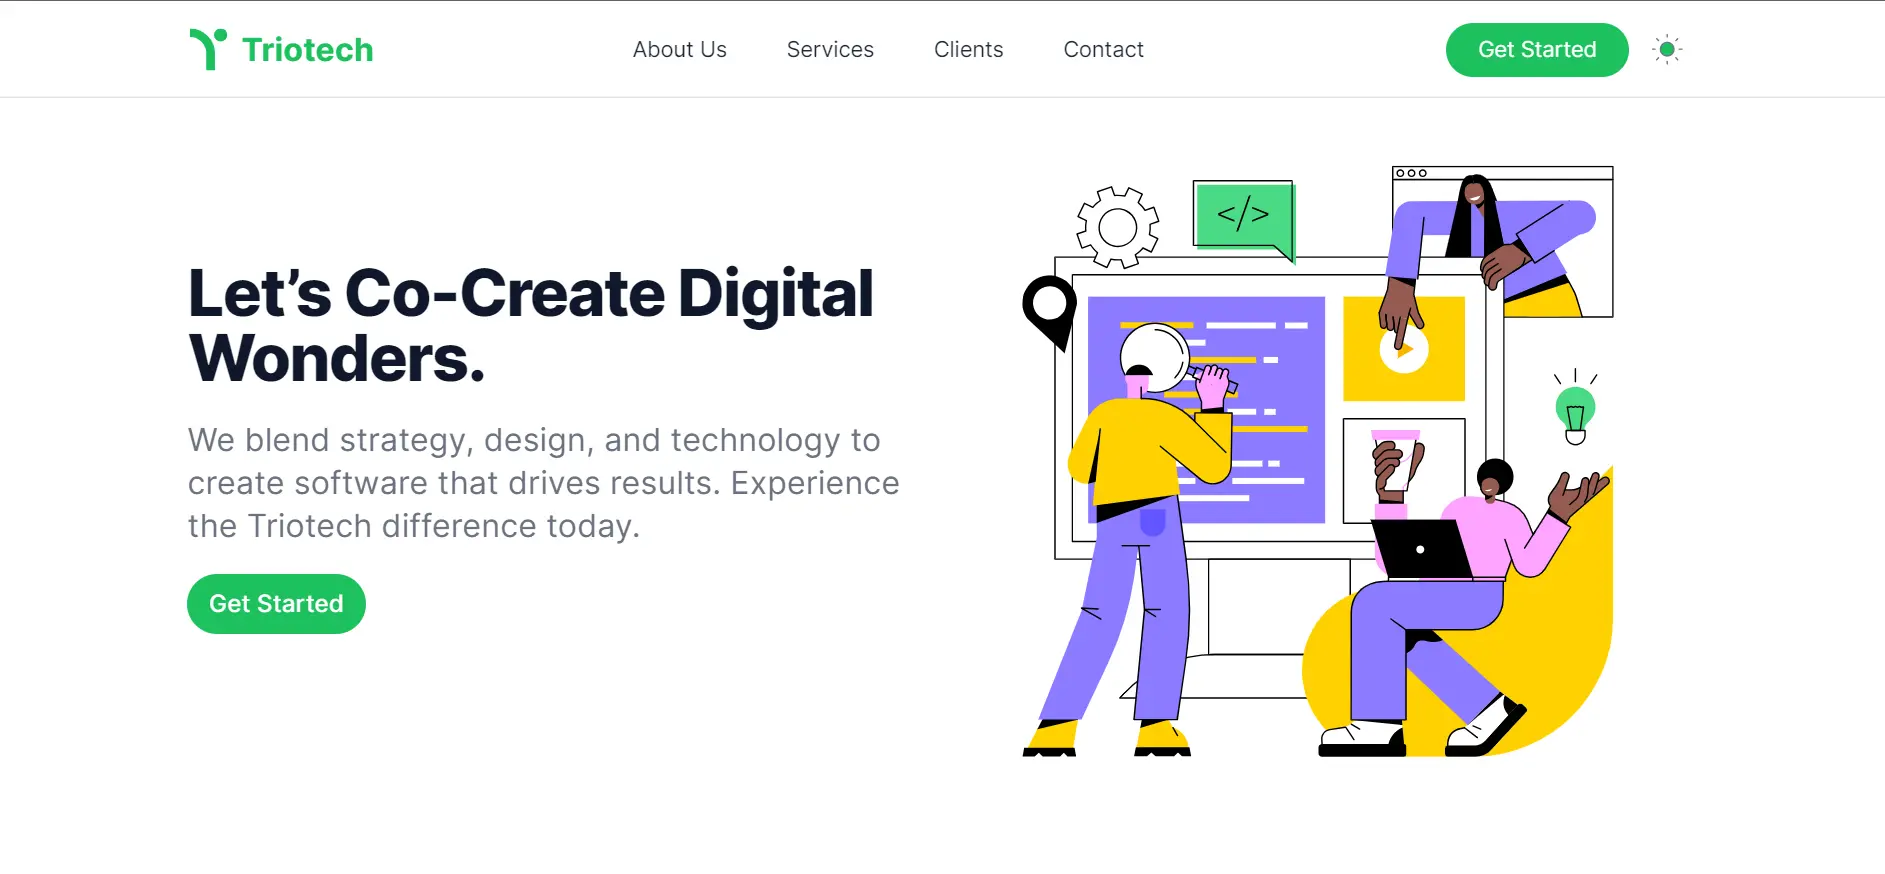 Triotech
About Us
Services
Clients
Contact
Get Started
</>
Let’s Co-Create Digital
Wonders.
We blend strategy, design, and technology to
create software that drives results. Experience
the Triotech difference today.
Get Started